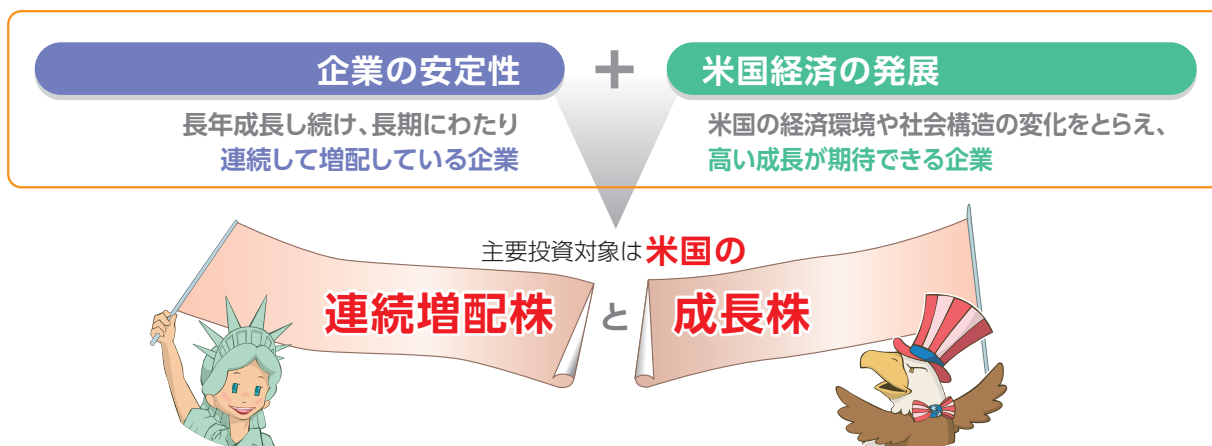 企業の安定性
+
米国経済の発展
長年成長し続け、長期にわたり
連続して増配している企業
米国の経済環境や社会構造の変化をとらえ、
高い成長が期待できる企業
主要投資対象は米国の
連続増配株 と 成長株